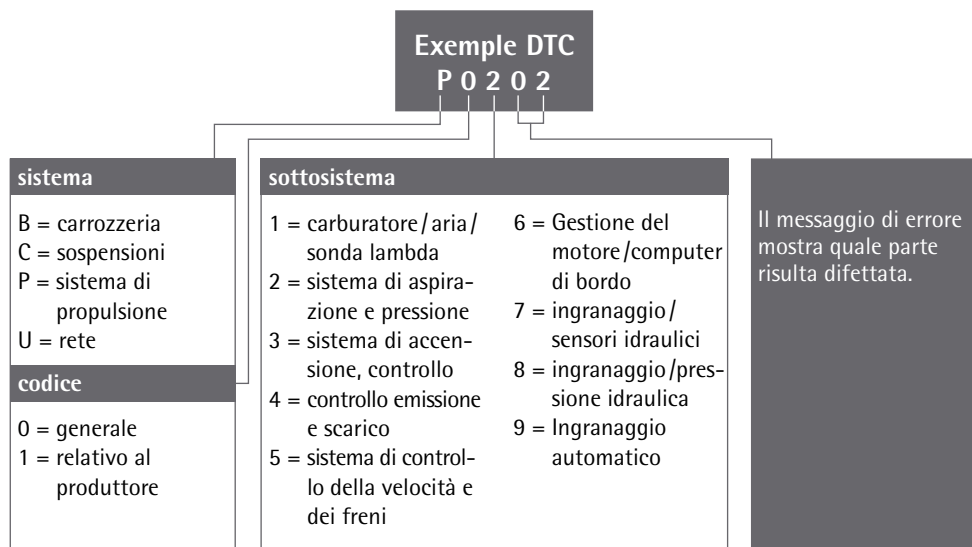 Exemple DTC
P 0 2 0 2
sistema
B = carrozzeria
C = sospensioni
P = sistema di
propulsione
U = rete
codice
0 = generale
1 = relativo al
produttore
sottosistema
1 = carburatore/aria/
sonda lambda
2 = sistema di aspira-
zione e pressione
3 = sistema di accen-
sione, controllo
4 = controllo emissione
e scarico
5 = sistema di control-
lo della velocità e
dei freni
6 = Gestione del
motore/computer
di bordo
7 = ingranaggio/
sensori idraulici
8 = ingranaggio/pres-
sione idraulica
9 = Ingranaggio
automatico
Il messaggio di errore
mostra quale parte
risulta difettata.